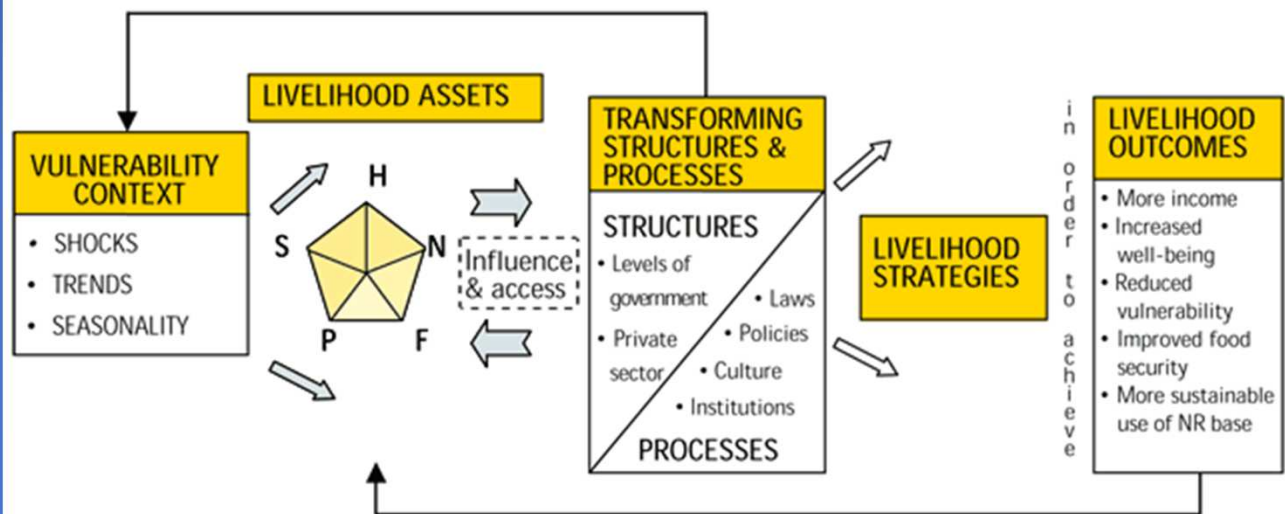 LIVELIHOOD ASSETS
VULNERABILITY
CONTEXT
• SHOCKS
• TRENDS
• SEASONALITY
H
S
N
P
F
Influence
& access
TRANSFORMING
STRUCTURES &
PROCESSES
STRUCTURES
• Levels of
government
• Private
sector
• Laws
• Policies
• Culture
• Institutions
PROCESSES
LIVELIHOOD
STRATEGIES
in order to achieve
LIVELIHOOD
OUTCOMES
• More income
• Increased
well-being
• Reduced
vulnerability
• Improved food
security
• More sustainable
use of NR base